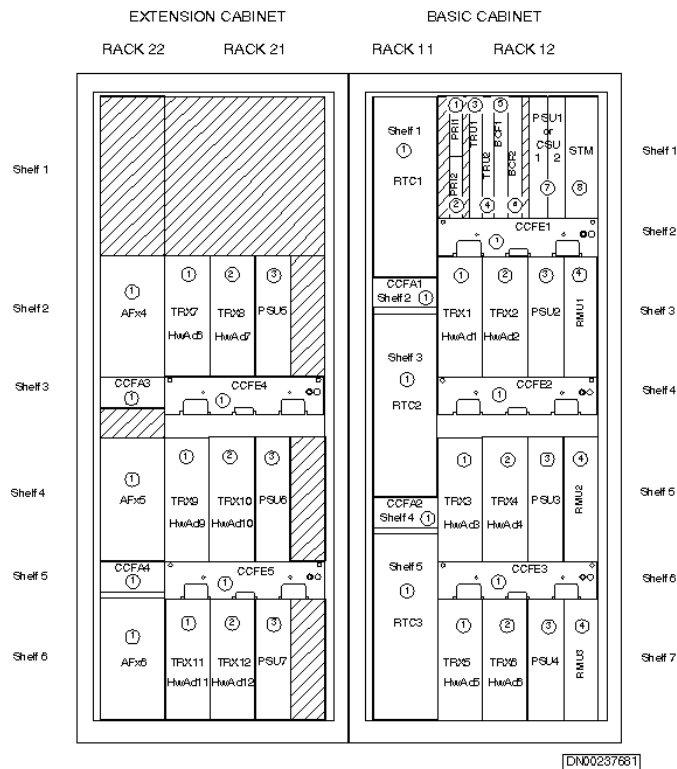 EXTENSION CABINET BASIC CABINET
RACK 22 RACK 21 RACK 11 RACK 12
Shelf 1
Shelf 2
AFx4
1
TRX7
HwAd6
1
TRX8
HwAd7
2
PSU5
3
Shelf 3
CCFA3
1
CCFE4
1
Shelf 4
AFx5
1
TRX9
HwAd9
1
TRX10
HwAd10
2
PSU6
3
Shelf 5
CCFA4
1
CCFE5
1
Shelf 6
AFx6
1
TRX11
HwAd11
1
TRX12
HwAd12
2
PSU7
3
Shelf 1
1
RTC1
CCFA1
Shelf 2 1
Shelf 3
1
RTC2
CCFA2
Shelf 4 1
Shelf 5
1
RTC3
1
PRI1
PRI2
2
3
TRU1
TRU2
4
5
BCF1
BCF2
6
PSU1
or
CSU
1 2
7
STM
8
Shelf 1
CCFE1
1
Shelf 2
1
TRX1
HwAd1
2
TRX2
HwAd2
3
PSU2
4
RMU1
Shelf 3
CCFE2
1
Shelf 4
1
TRX3
HwAd3
2
TRX4
HwAd4
3
PSU3
4
RMU2
Shelf 5
CCFE3
1
Shelf 6
1
TRX5
HwAd5
2
TRX6
HwAd6
3
PSU4
4
RMU3
Shelf 7
DN00237681